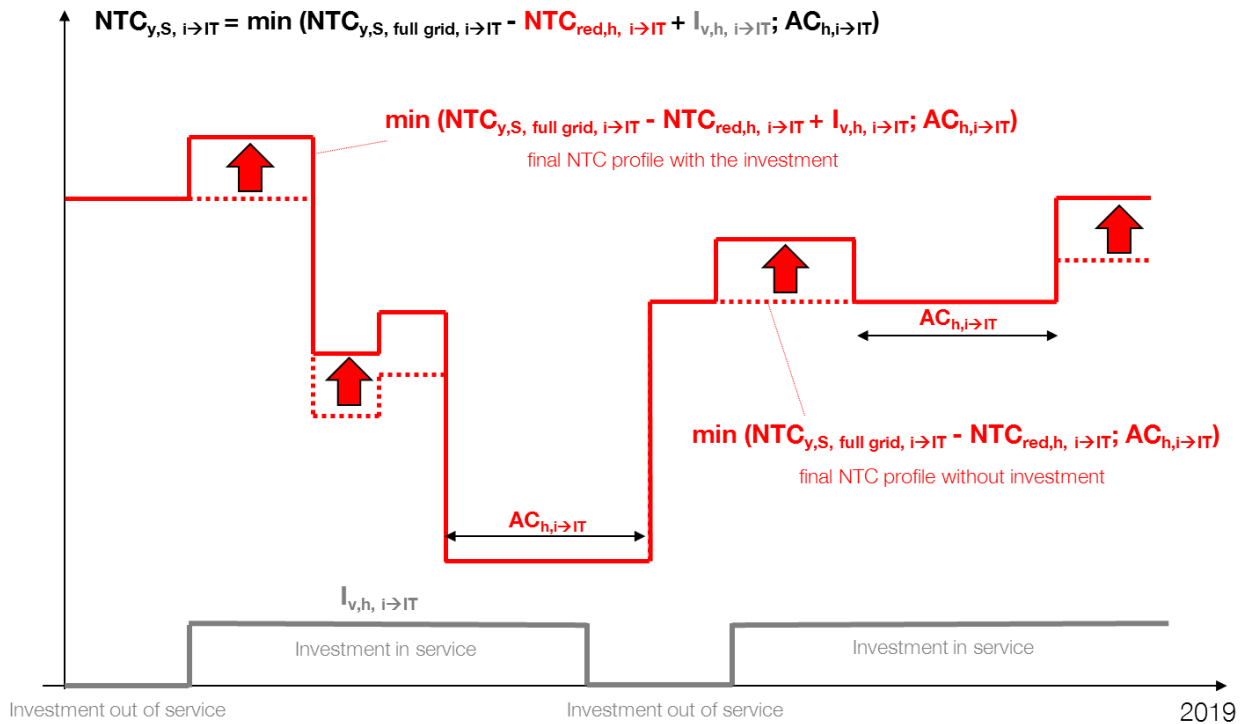 NTCy,S, i→IT = min (NTCy,S, full grid, i→IT - NTCred,h, i→IT + Iv,h, i→IT; ACh,i→IT)
min (NTCy,S, full grid, i→IT - NTCred,h, i→IT + Iv,h, i→IT; ACh,i→IT)
final NTC profile with the investment
ACh,i→IT
min (NTCy,S, full grid, i→IT - NTCred,h, i→IT; ACh,i→IT)
final NTC profile without investment
ACh,i→IT
Iv,h, i→IT
Investment in service
Investment in service
Investment out of service
Investment out of service
2019